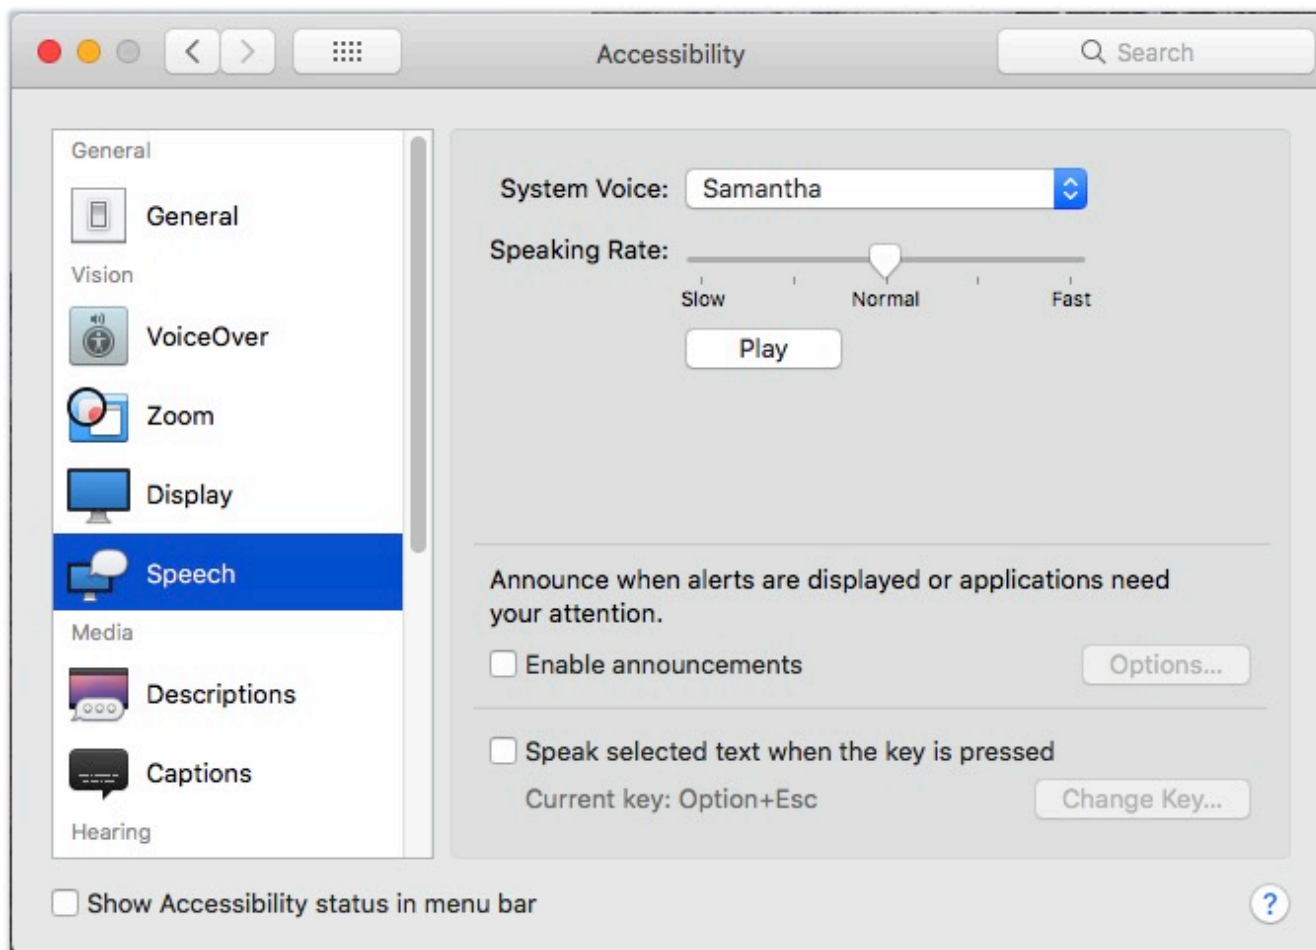 Accessibility
Search
General
General
Vision
VoiceOver
Zoom
Display
Speech
Media
Descriptions
Captions
Hearing
System Voice: Samantha
Speaking Rate:
Slow Normal Fast
Play
Announce when alerts are displayed or applications need
your attention.
Enable announcements Options...
Speak selected text when the key is pressed
Current key: Option+Esc Change Key...
Show Accessibility status in menu bar
?